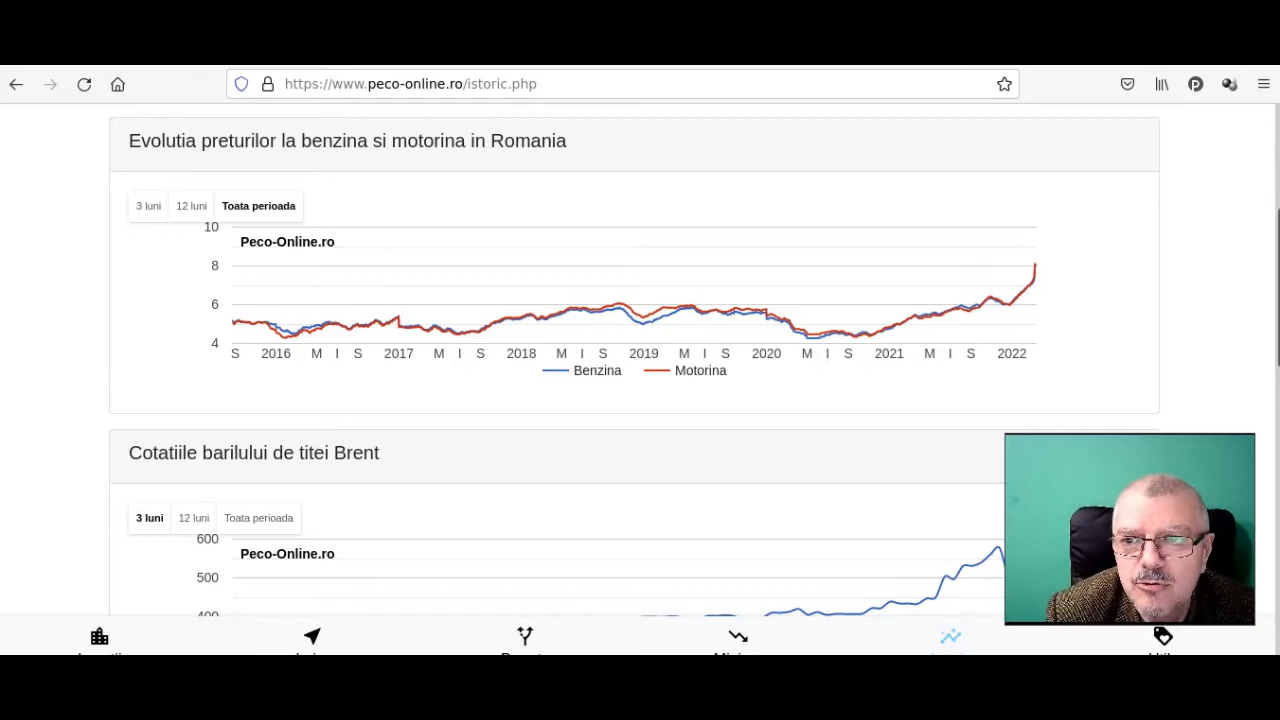 https://www.peco-online.ro/istoric.php
Evolutia preturilor la benzina si motorina in Romania
3 luni 12 luni Toata perioada
10
Peco-Online.ro
8
6
4
S 2016 M I S 2017 M I S 2018 M I S 2019 M I S 2020 M I S 2021 M I S 2022
Benzina Motorina
Cotatiile barilului de titei Brent
3 luni 12 luni Toata perioada
600
Peco-Online.ro
500
400